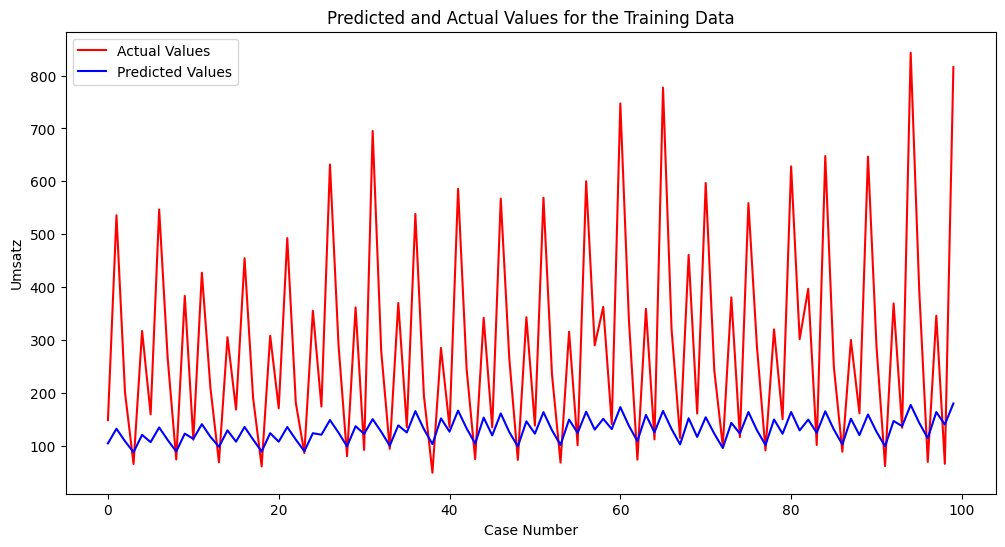 Predicted and Actual Values for the Training Data
Actual Values
Predicted Values
800
700
600
500
400
300
200
100
Umsatz
0
20
40
60
80
100
Case Number